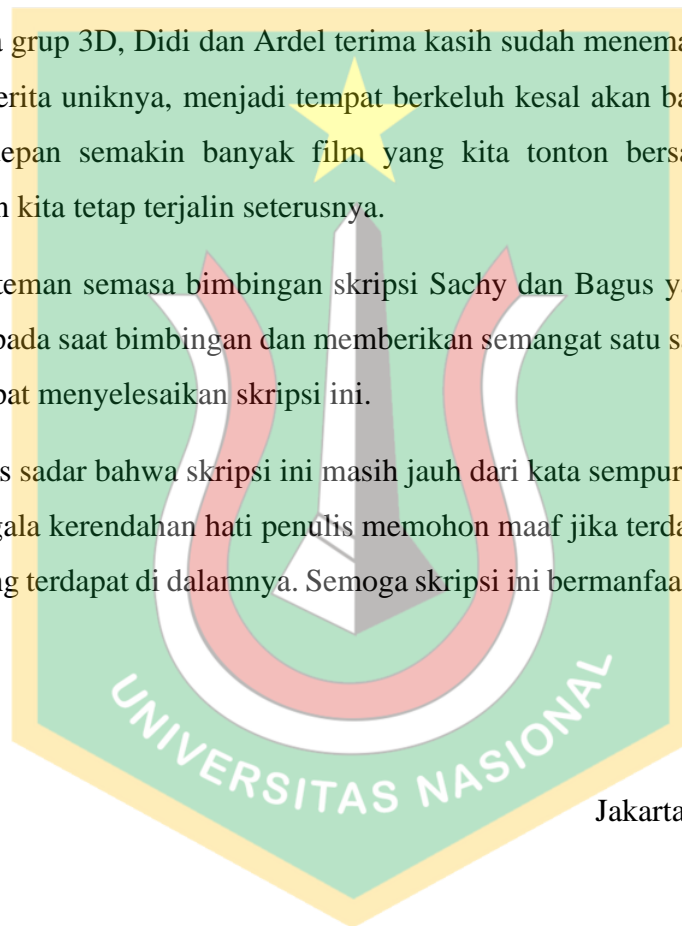 grup 3D, Didi dan Ardel terima kasih sudah menema
erita uniknya, menjadi tempat berkeluh kesal akan ba
epan semakin banyak film yang kita tonton bersa
kita tetap terjalin seterusnya.
teman semasa bimbingan skripsi Sachy dan Bagus y
pada saat bimbingan dan memberikan semangat satu s
pat menyelesaikan skripsi ini.
s sadar bahwa skripsi ini masih jauh dari kata sempur
gala kerendahan hati penulis memohon maaf jika terda
ng terdapat di dalamnya. Semoga skripsi ini bermanfaa
UNIVERSITAS NASIONAL
Jakarta